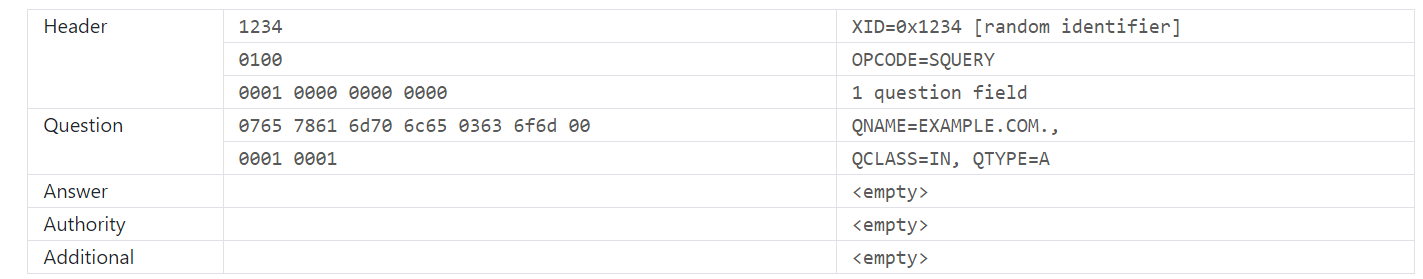 Header 1234 XID=0x1234 [random identifier]
0100 OPCODE=SQUERY
0001 0000 0000 0000 1 question field
Question 0765 7861 6d70 6c65 0363 6f6d 00 QNAME=EXAMPLE.COM.,
0001 0001 QCLASS=IN, QTYPE=A
Answer <empty>
Authority <empty>
Additional <empty>